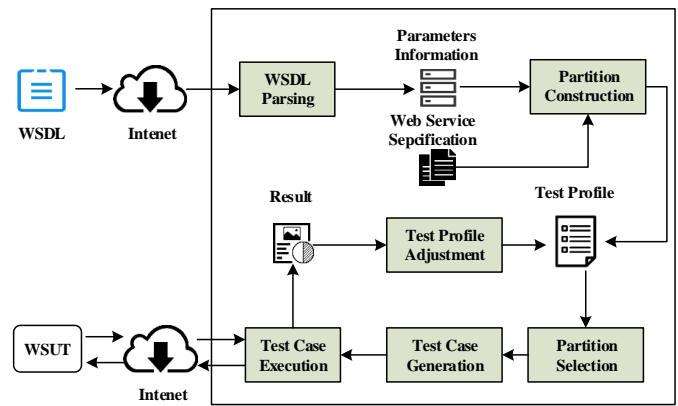 Parameters
Information
WSDL
Parsing
Partition
Construction
WSDL
Intenet
Web Service
Sepcification
Test Profile
Result
Test Profile
Adjustment
WSUT
Intenet
Test Case
Execution
Test Case
Generation
Partition
Selection